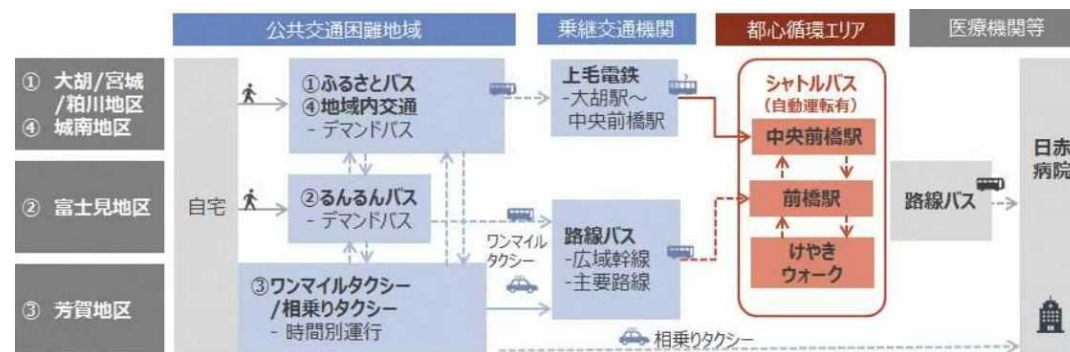 公共交通困難地域
乗継交通機関
都心循環エリア
医療機関等
① 大胡/宮城
/粕川地区
④ 城南地区
② 富士見地区
③ 芳賀地区
自宅
①ふるさとバス
④地域内交通
- デマンドバス
②るんるんバス
- デマンドバス
③ワンマイルタクシー
/相乗りタクシー
- 時間別運行
ワンマイル
タクシー
上毛電鉄
-大胡駅～
中央前橋駅
路線バス
-広域幹線
-主要路線
相乗りタクシー
シャトルバス
(自動運転有)
中央前橋駅
前橋駅
けやき
ウォーク
路線バス
日赤
病院